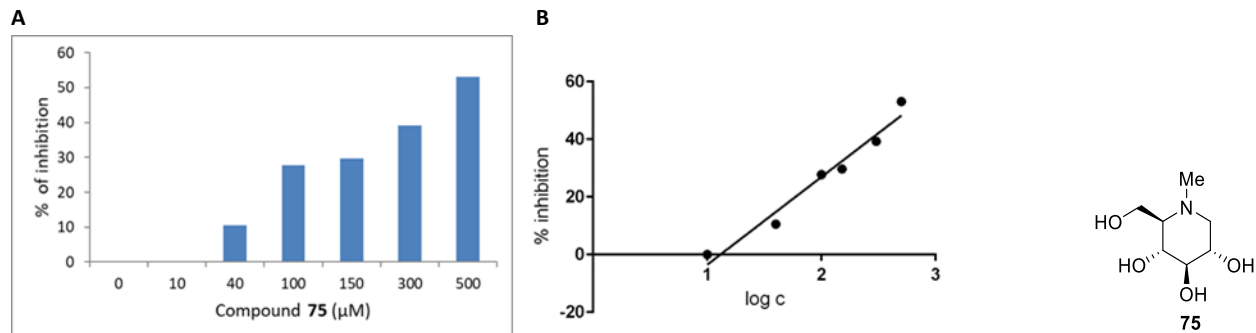 A
60
50
40
30
20
10
0
% of inhibition
0 10 40 100 150 300 500
Compound 75 (µM)
B
60
40
20
0
-20
% inhibition
1 2 3
log c
Me
N
HO
HO
OH
OH
75